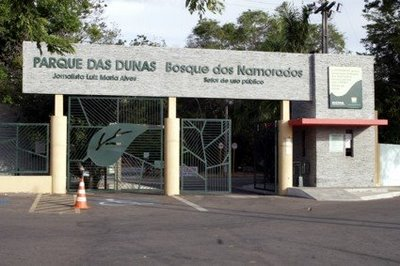 PARQUE DAS DUNAS
Jornalista Luiz Maria Alves
Bosque dos Namorados
Setor de uso público